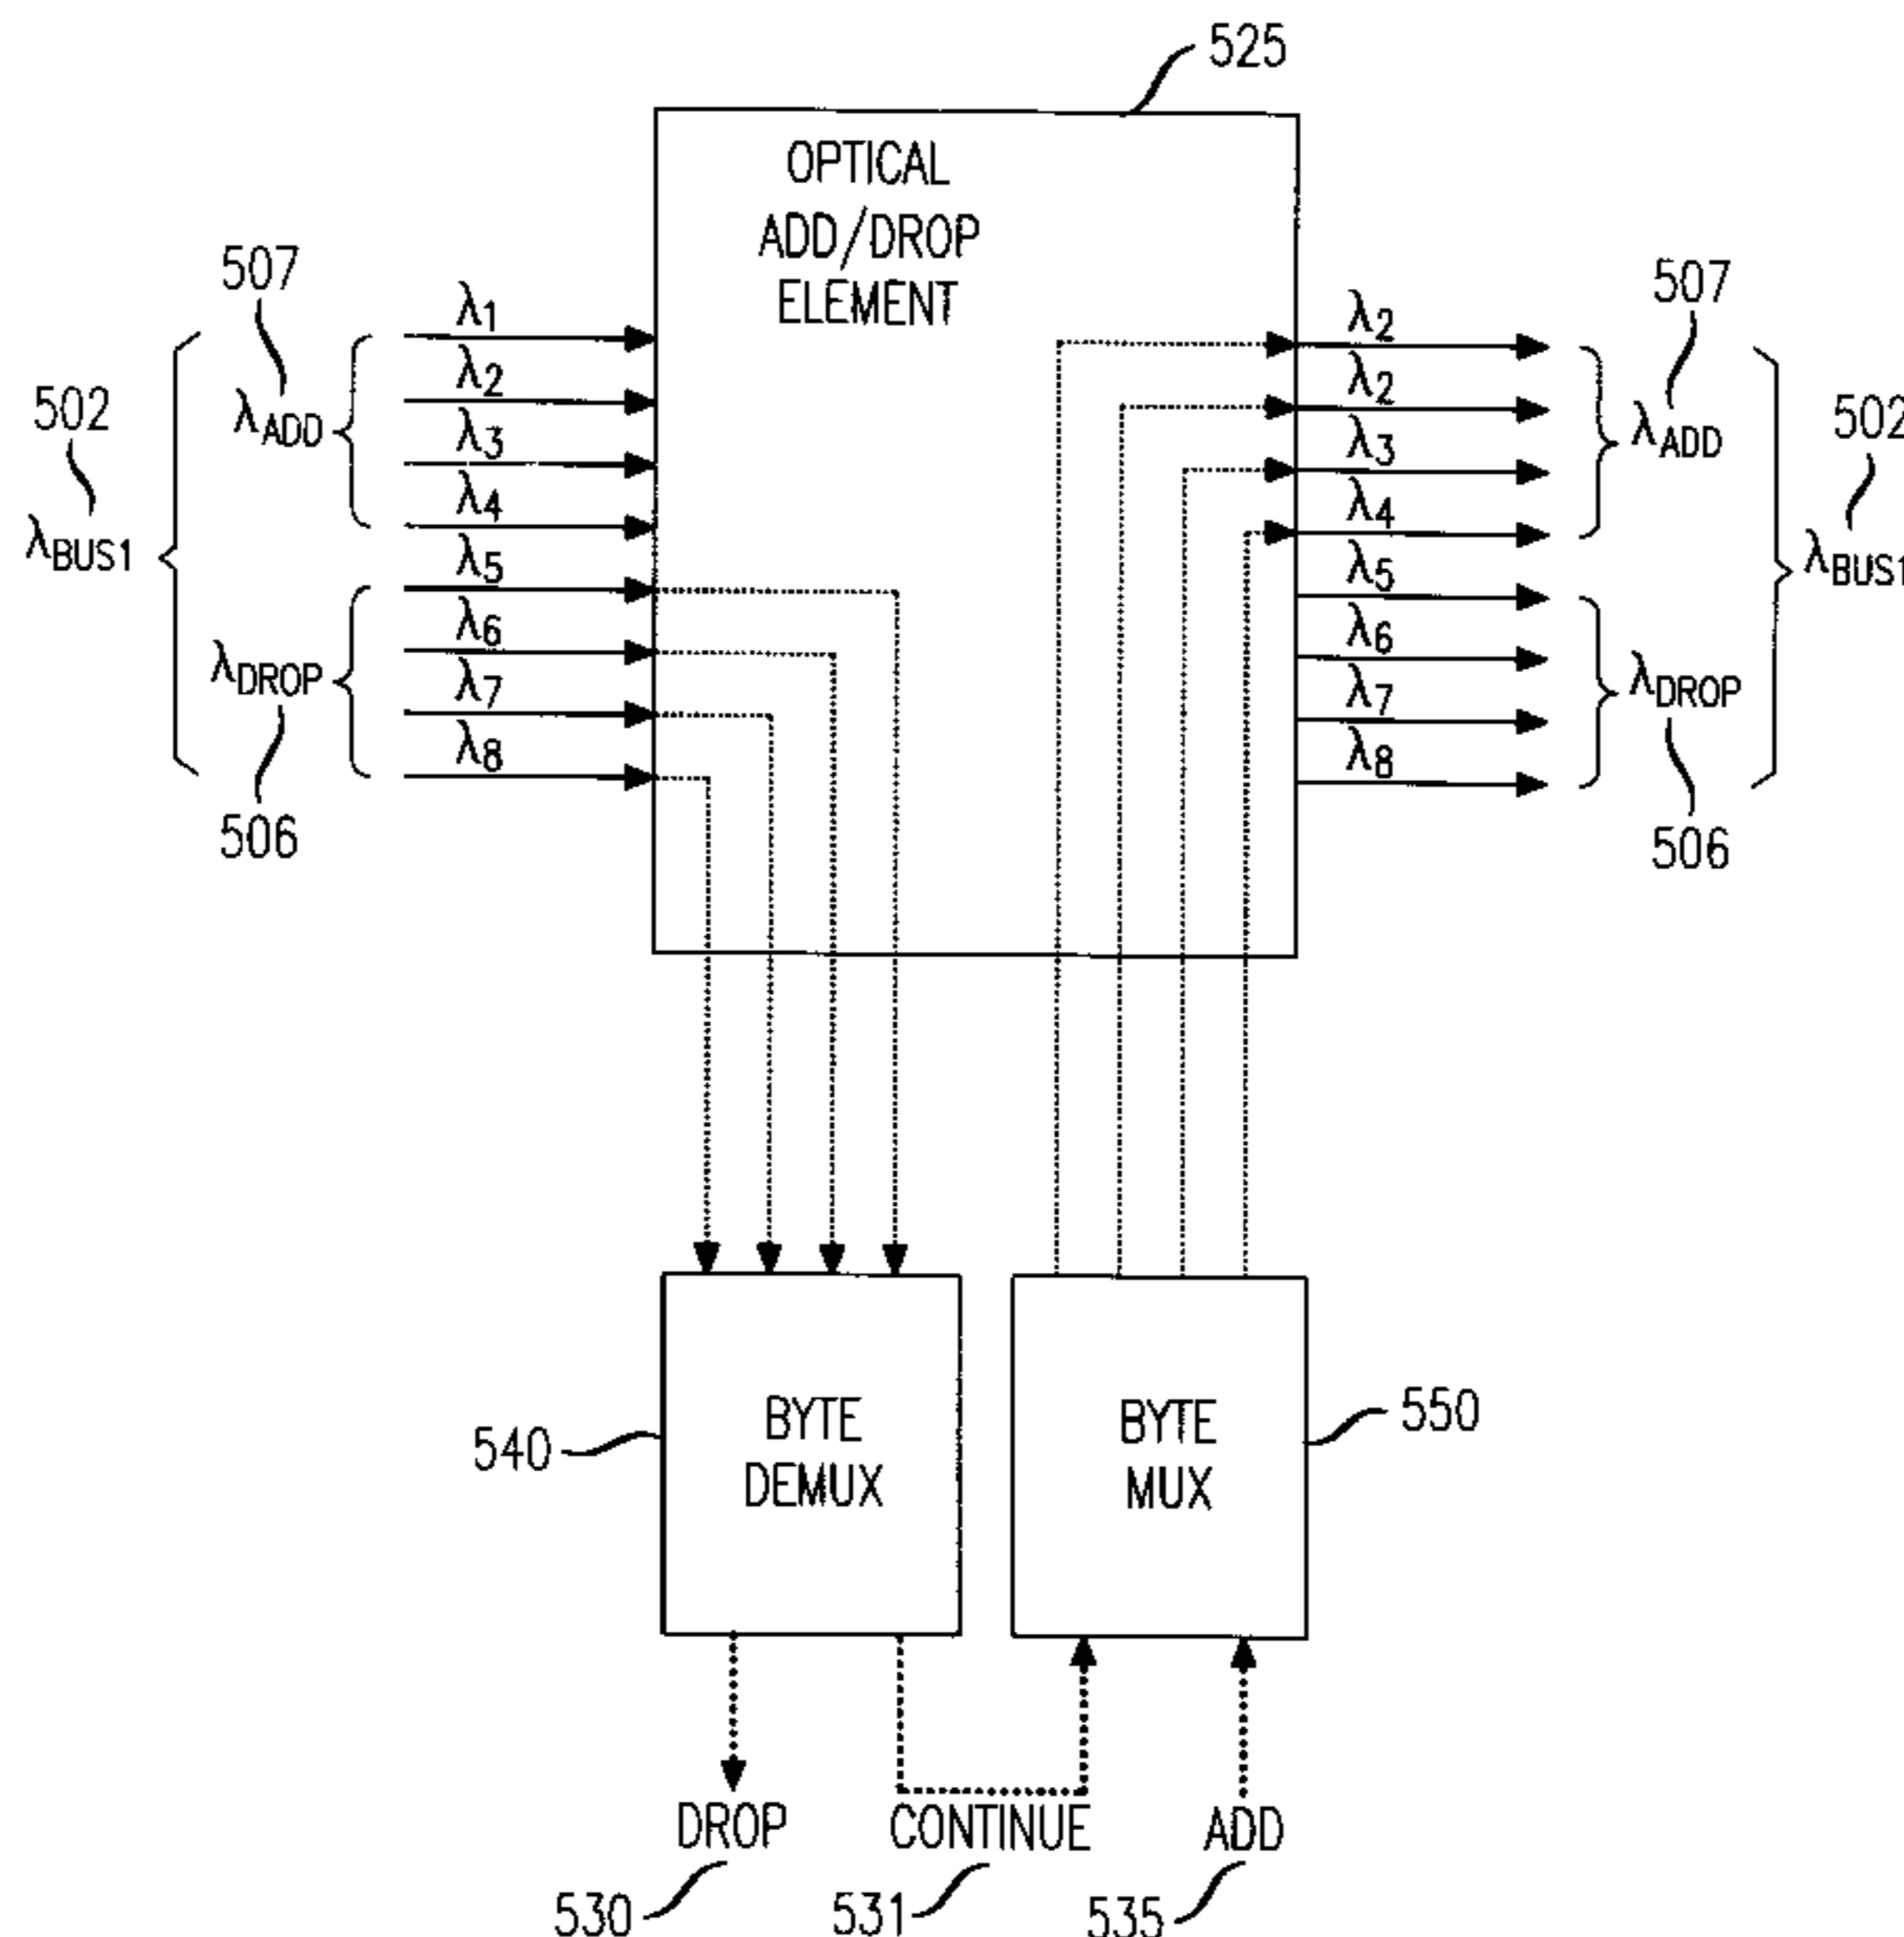 525
OPTICAL
ADD/DROP
ELEMENT
507
λ1
λ2
λADD
λ3
λ4
502
λBUS1
λ5
λ6
λDROP
λ7
λ8
506
507
λ2
λ2
λADD
λ3
λ4
502
λBUS1
λ5
λ6
λDROP
λ7
λ8
506
540
BYTE
DEMUX
BYTE
MUX
550
DROP
CONTINUE
ADD
530
531
535